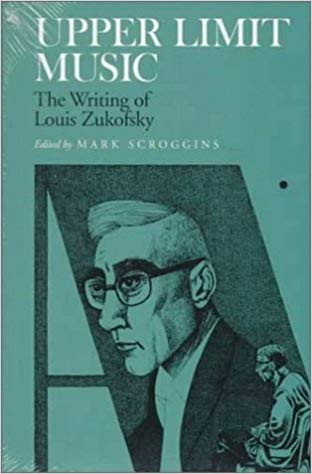 UPPER LIMIT
MUSIC
The Writing of
Louis Zukofsky
Edited by MARK SCROGGINS